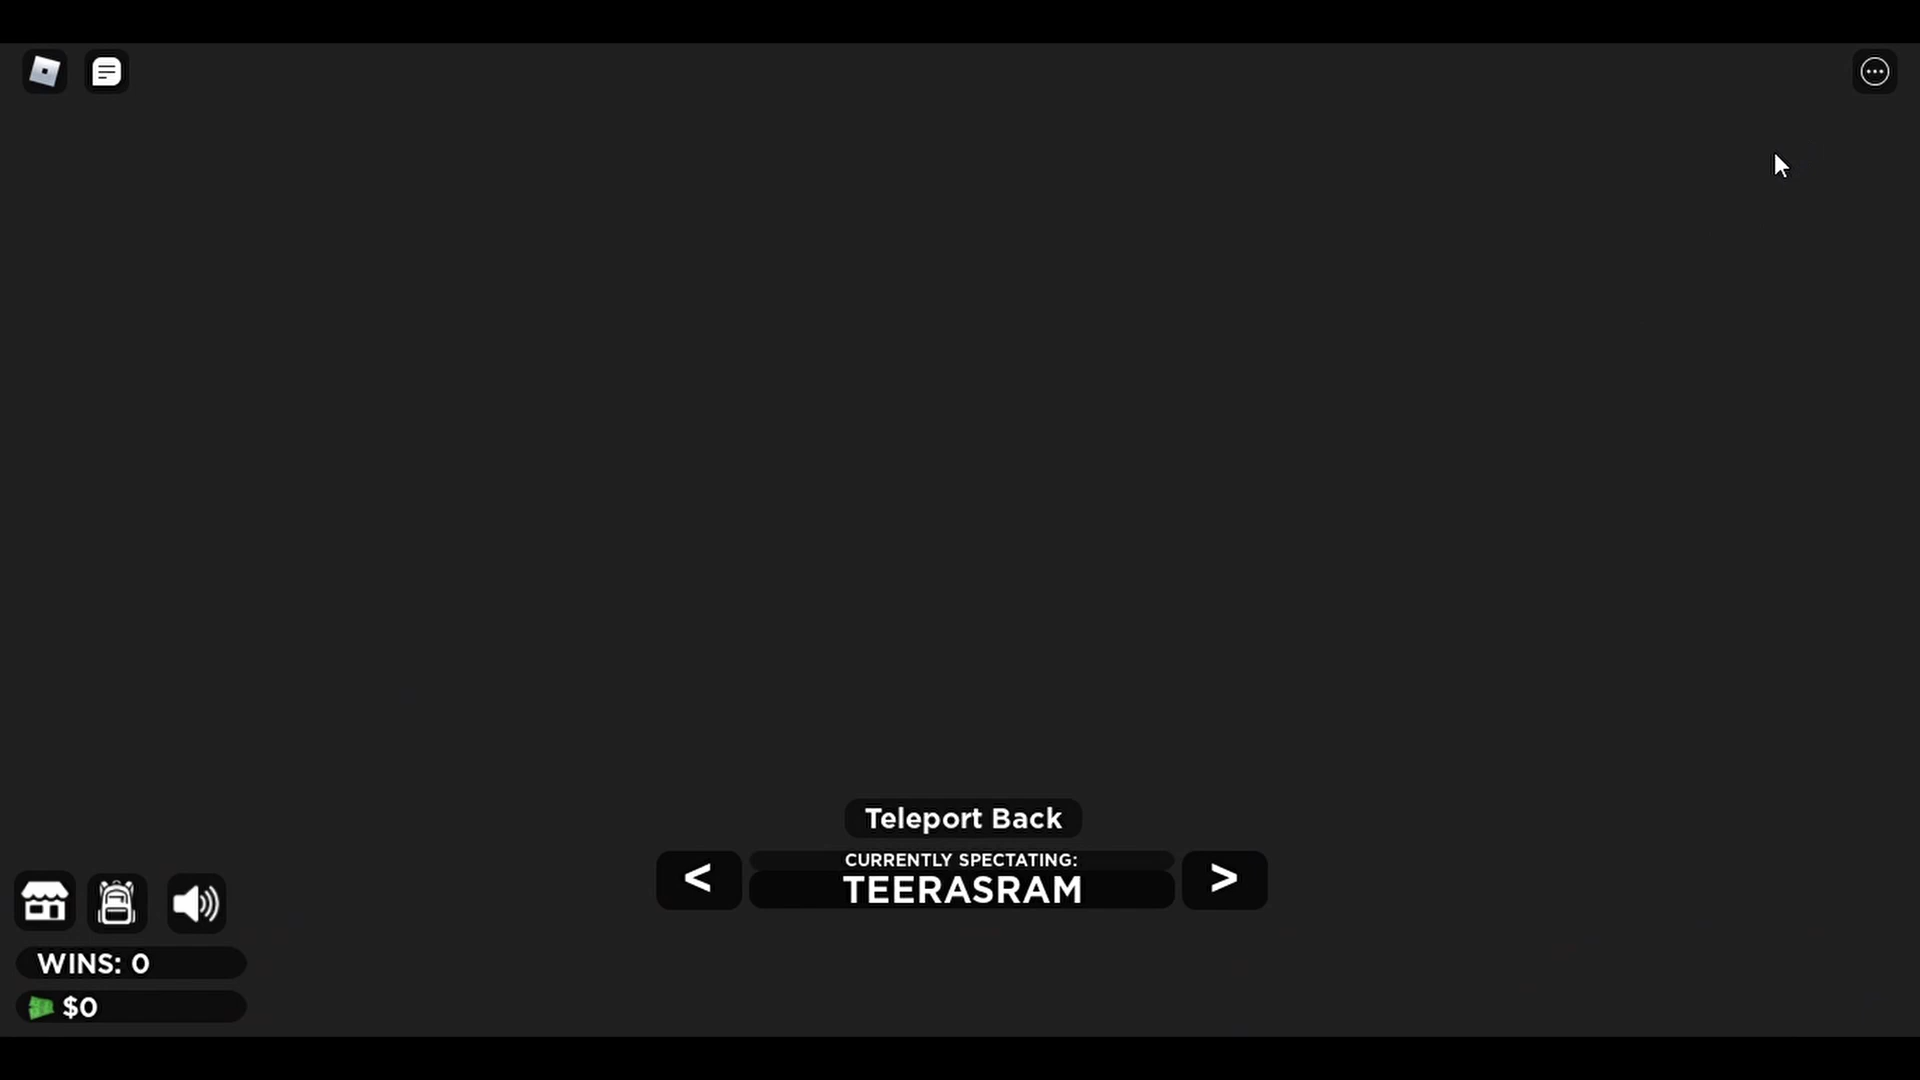 Teleport Back
CURRENTLY SPECTATING:
< TEERASRAM >
WINS: 0
$0